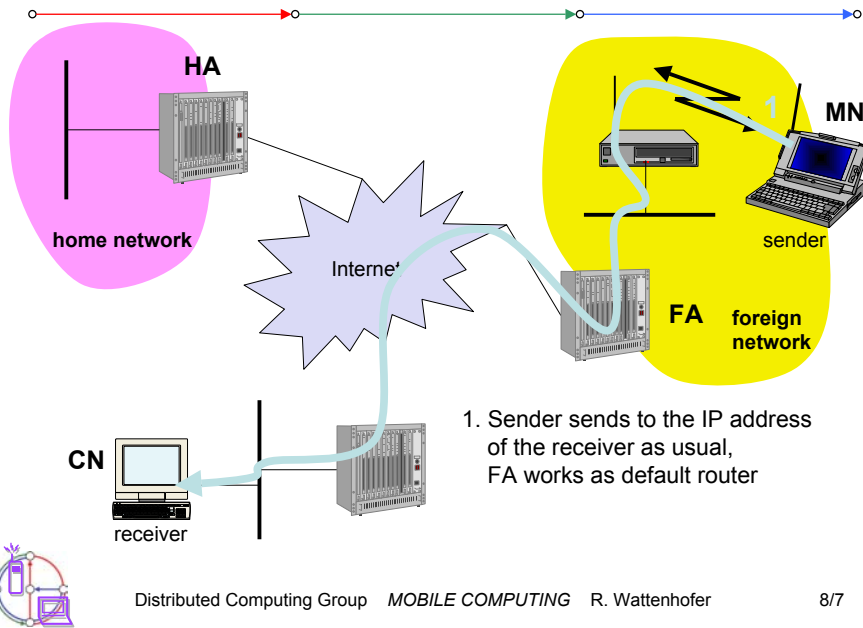 HA
MN
1
home network
sender
Internet
FA
foreign
network
1. Sender sends to the IP address
of the receiver as usual,
FA works as default router
CN
receiver
Distributed Computing Group MOBILE COMPUTING R. Wattenhofer 8/7